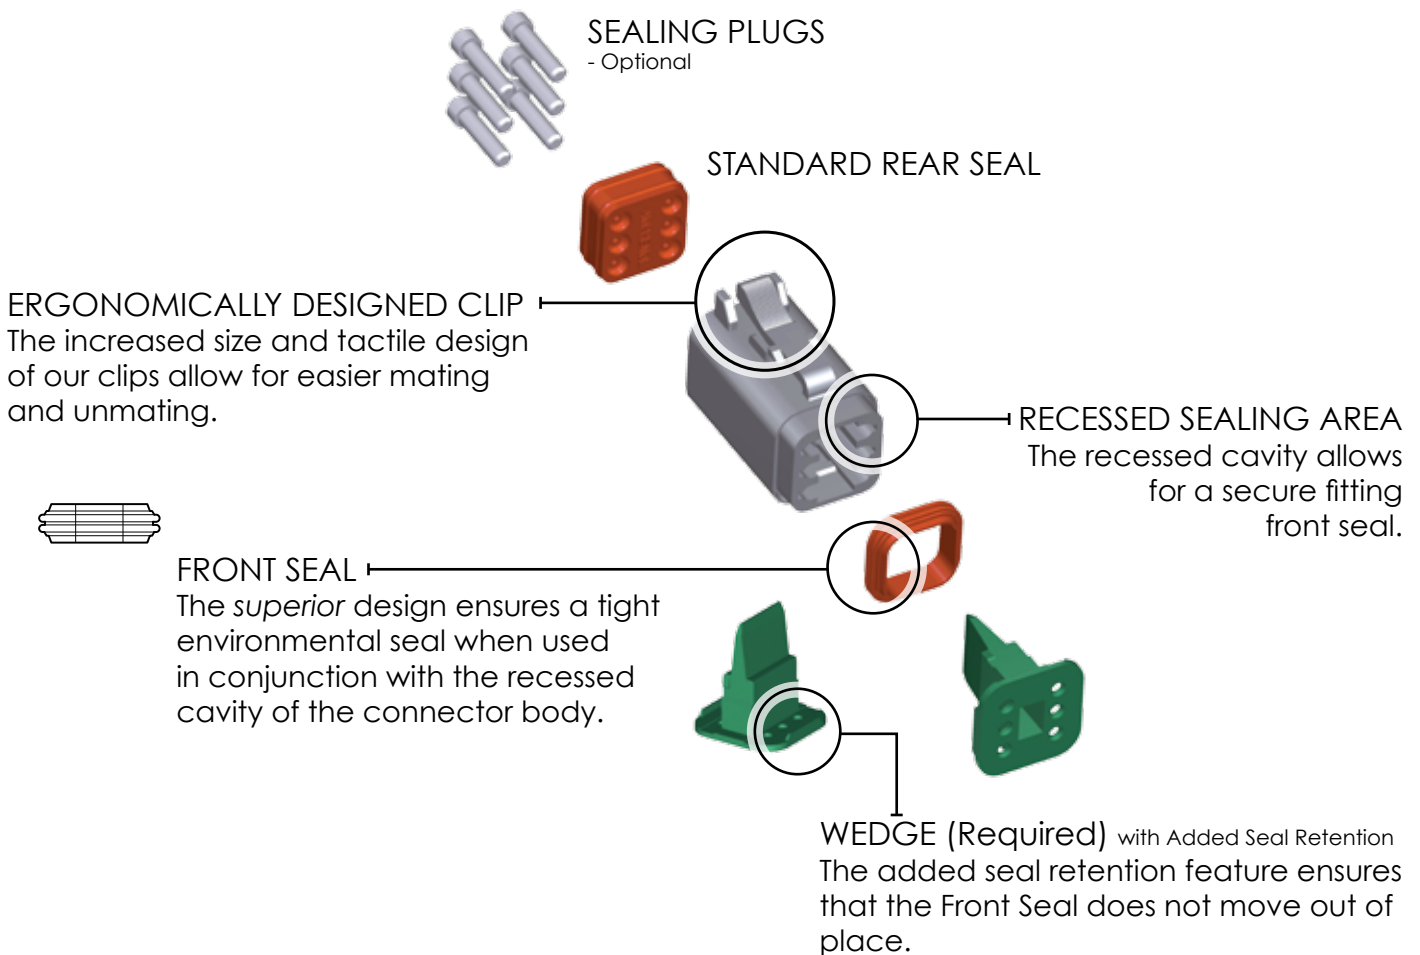 SEALING PLUGS
- Optional
STANDARD REAR SEAL
ERGONOMICALLY DESIGNED CLIP
The increased size and tactile design
of our clips allow for easier mating
and unmating.
RECESSED SEALING AREA
The recessed cavity allows
for a secure fitting
front seal.
FRONT SEAL
The superior design ensures a tight
environmental seal when used
in conjunction with the recessed
cavity of the connector body.
WEDGE (Required) with Added Seal Retention
The added seal retention feature ensures
that the Front Seal does not move out of
place.